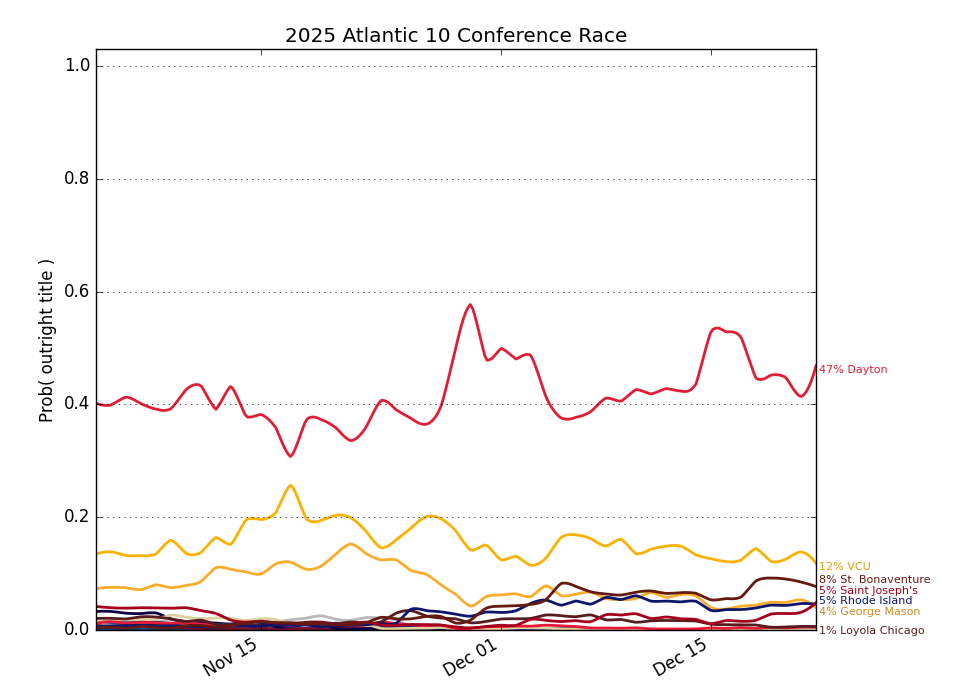 2025 Atlantic 10 Conference Race
1.0
0.8
0.6
0.4
0.2
0.0
Prob( outright title )
47% Dayton
12% VCU
8% St. Bonaventure
5% Saint Joseph's
5% Rhode Island
4% George Mason
1% Loyola Chicago
Nov 15
Dec 01
Dec 15